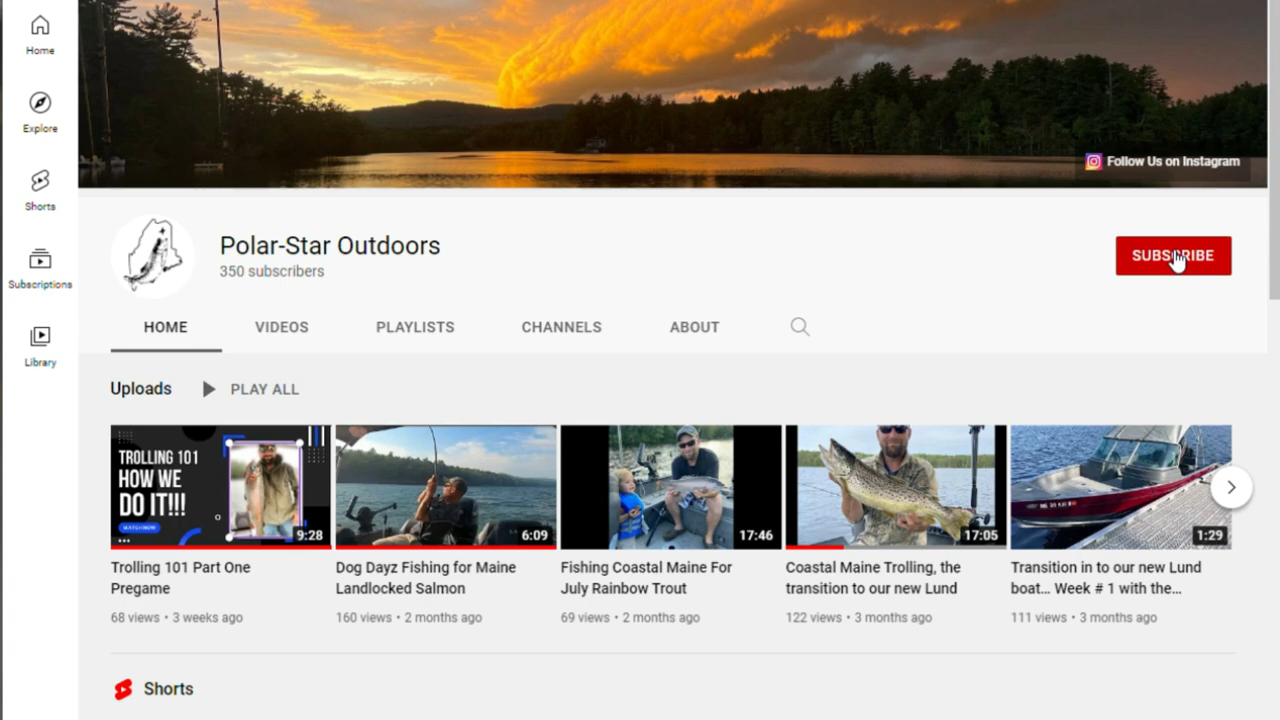 Home
Explore
Shorts
Subscriptions
Library
Follow Us on Instagram
Polar-Star Outdoors
350 subscribers
SUBSCRIBE
HOME VIDEOS PLAYLISTS CHANNELS ABOUT
Uploads PLAY ALL
TROLLING 101
HOW WE
DO IT!!!
WATCH NOW
9:28
6:09
17:46
17:05
1:29
Trolling 101 Part One
Pregame
68 views • 3 weeks ago
Dog Dayz Fishing for Maine
Landlocked Salmon
160 views • 2 months ago
Fishing Coastal Maine For
July Rainbow Trout
69 views • 2 months ago
Coastal Maine Trolling, the
transition to our new Lund
122 views • 3 months ago
Transition in to our new Lund
boat... Week # 1 with the...
111 views • 3 months ago
Shorts